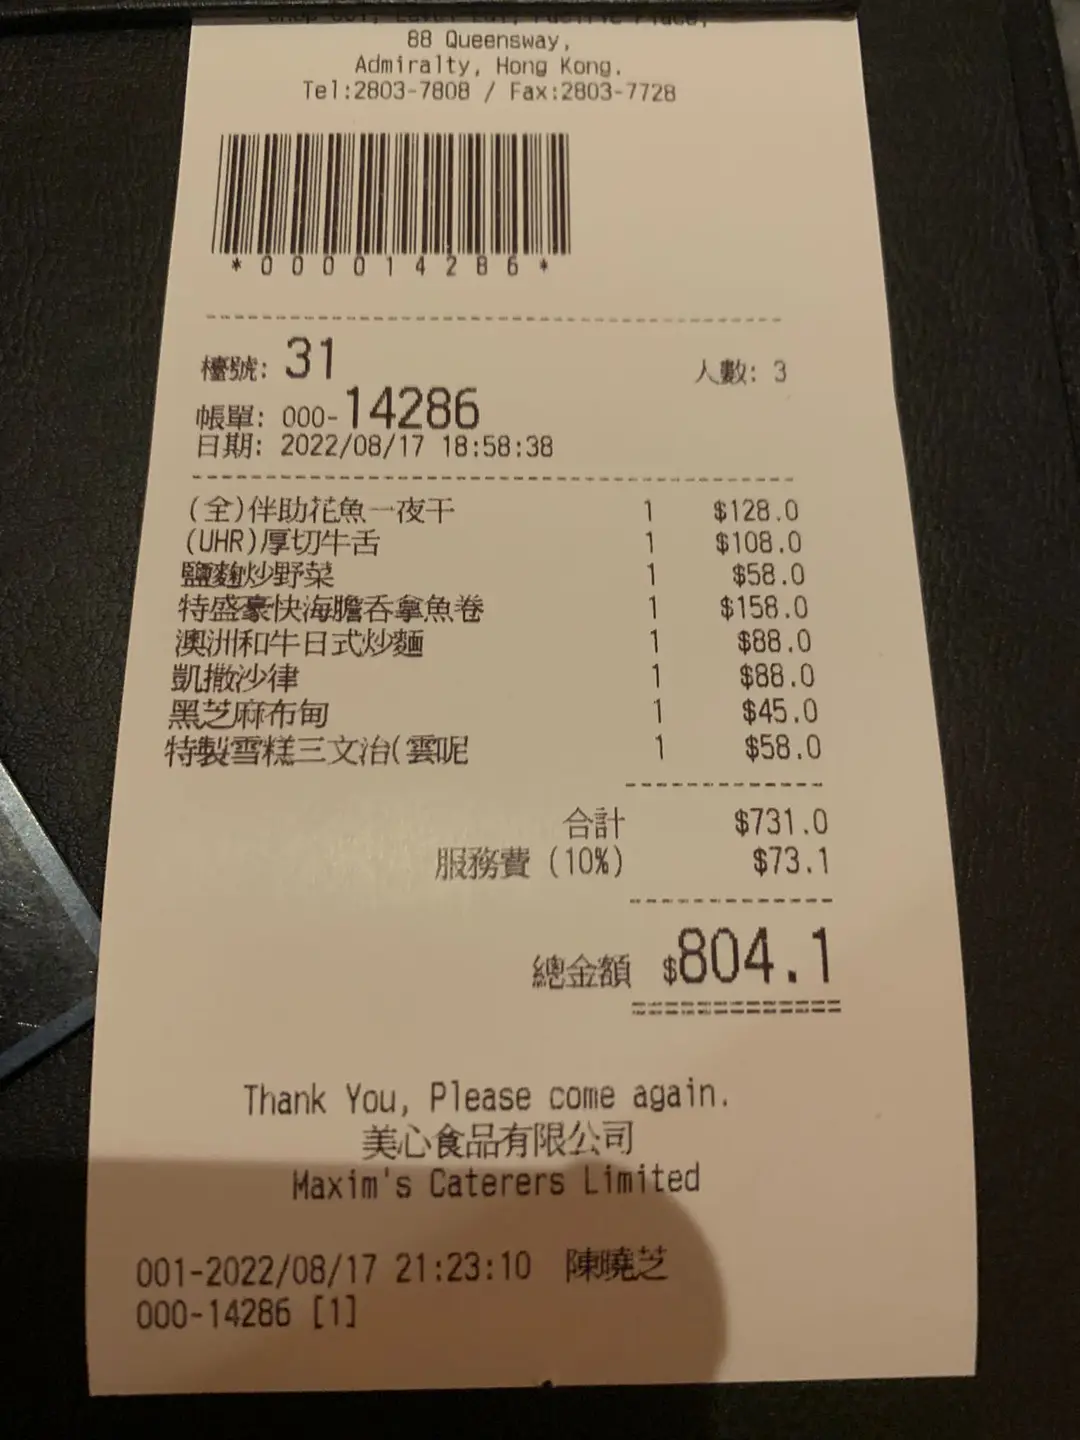 88 Queensway,
Admiralty, Hong Kong.
Tel:2803-7808 / Fax:2803-7728
*000014286*
檯號: 31 人數: 3
帳單: 000-14286
日期: 2022/08/17 18:58:38
(全)伴助花魚一夜干 1 $128.0
(UHR)厚切牛舌 1 $108.0
鹽麴炒野菜 1 $58.0
特盛豪快海膽吞拿魚卷 1 $158.0
澳洲和牛日式炒麵 1 $88.0
凱撒沙律 1 $88.0
黑芝麻布甸 1 $45.0
特製雪糕三文治(雲呢 1 $58.0
合計 $731.0
服務費 (10%) $73.1
總金額 $804.1
Thank You, Please come again.
美心食品有限公司
Maxim's Caterers Limited
001-2022/08/17 21:23:10 陳曉芝
000-14286 [1]